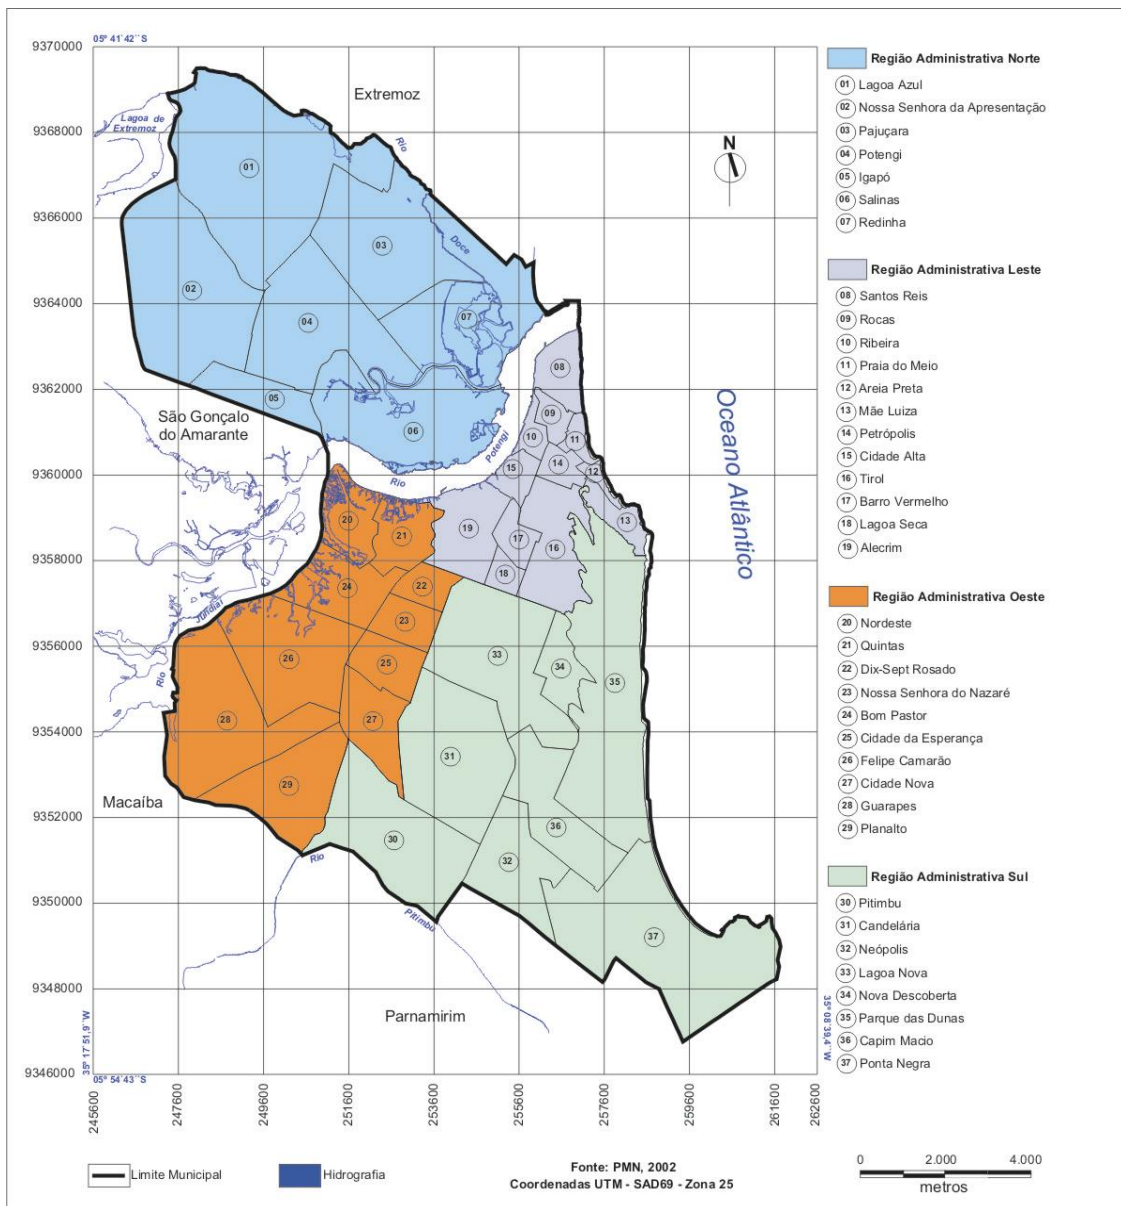 05º 41`42``S
9370000
9368000
9366000
9364000
9362000
9360000
9358000
9356000
9354000
9352000
9350000
9348000
9346000
Extremoz
Lagoa de
Extremoz
Rio
Doce
N
01
02
03
04
05
06
07
São Gonçalo
do Amarante
Rio
Potengi
Oceano Atlântico
08
09
10
11
12
13
14
15
16
17
18
19
20
21
22
23
24
25
26
27
28
29
Rio
Jundiaí
Macaíba
30
31
32
33
34
35
36
37
Rio
Pitimbú
Parnamirim
35º 17`51,9``W
05º 54`43``S
35º 08`39,4``W
245600
247600
249600
251600
253600
255600
257600
259600
261600
262600
Região Administrativa Norte
01 Lagoa Azul
02 Nossa Senhora da Apresentação
03 Pajuçara
04 Potengi
05 Igapó
06 Salinas
07 Redinha
Região Administrativa Leste
08 Santos Reis
09 Rocas
10 Ribeira
11 Praia do Meio
12 Areia Preta
13 Mãe Luiza
14 Petrópolis
15 Cidade Alta
16 Tirol
17 Barro Vermelho
18 Lagoa Seca
19 Alecrim
Região Administrativa Oeste
20 Nordeste
21 Quintas
22 Dix-Sept Rosado
23 Nossa Senhora do Nazaré
24 Bom Pastor
25 Cidade da Esperança
26 Felipe Camarão
27 Cidade Nova
28 Guarapes
29 Planalto
Região Administrativa Sul
30 Pitimbu
31 Candelária
32 Neópolis
33 Lagoa Nova
34 Nova Descoberta
35 Parque das Dunas
36 Capim Macio
37 Ponta Negra
Limite Municipal
Hidrografia
Fonte: PMN, 2002
Coordenadas UTM - SAD69 - Zona 25
0 2.000 4.000
metros